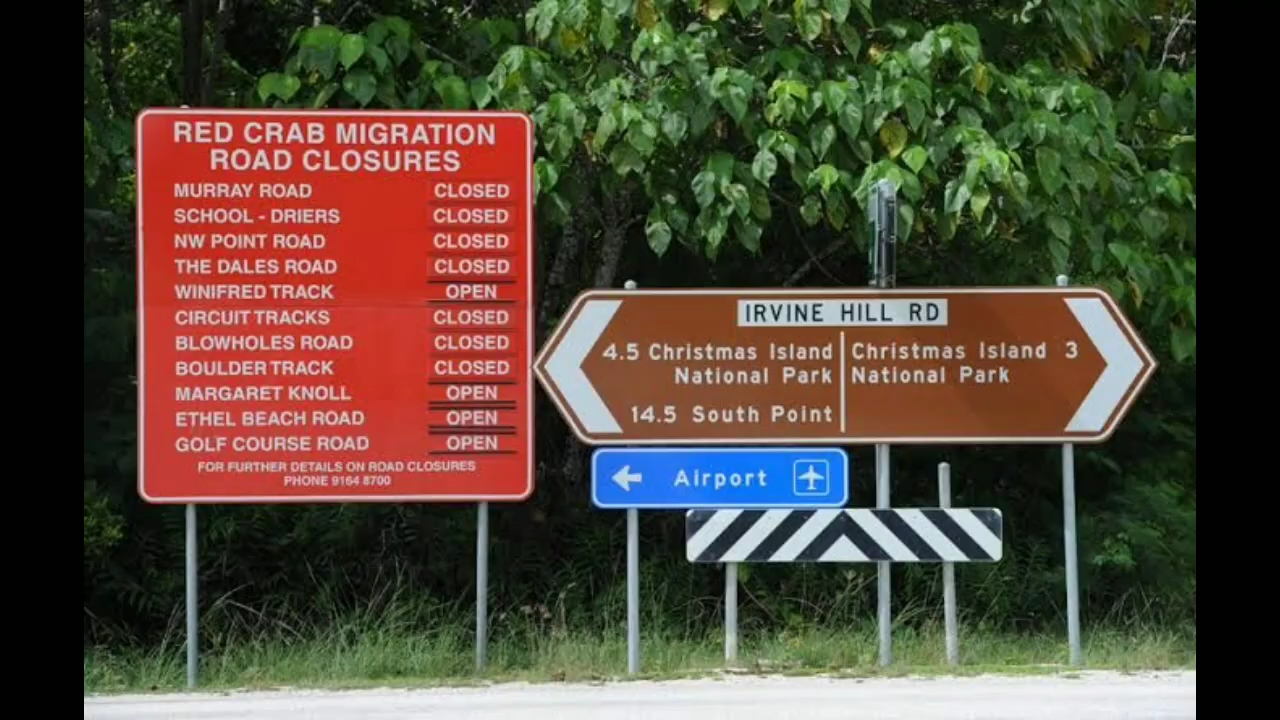 RED CRAB MIGRATION
ROAD CLOSURES
MURRAY ROAD CLOSED
SCHOOL - DRIERS CLOSED
NW POINT ROAD CLOSED
THE DALES ROAD CLOSED
WINIFRED TRACK OPEN
CIRCUIT TRACKS CLOSED
BLOWHOLES ROAD CLOSED
BOULDER TRACK CLOSED
MARGARET KNOLL OPEN
ETHEL BEACH ROAD OPEN
GOLF COURSE ROAD OPEN
FOR FURTHER DETAILS ON ROAD CLOSURES
PHONE 9164 8700
IRVINE HILL RD
4.5 Christmas Island
National Park
14.5 South Point
Christmas Island 3
National Park
Airport